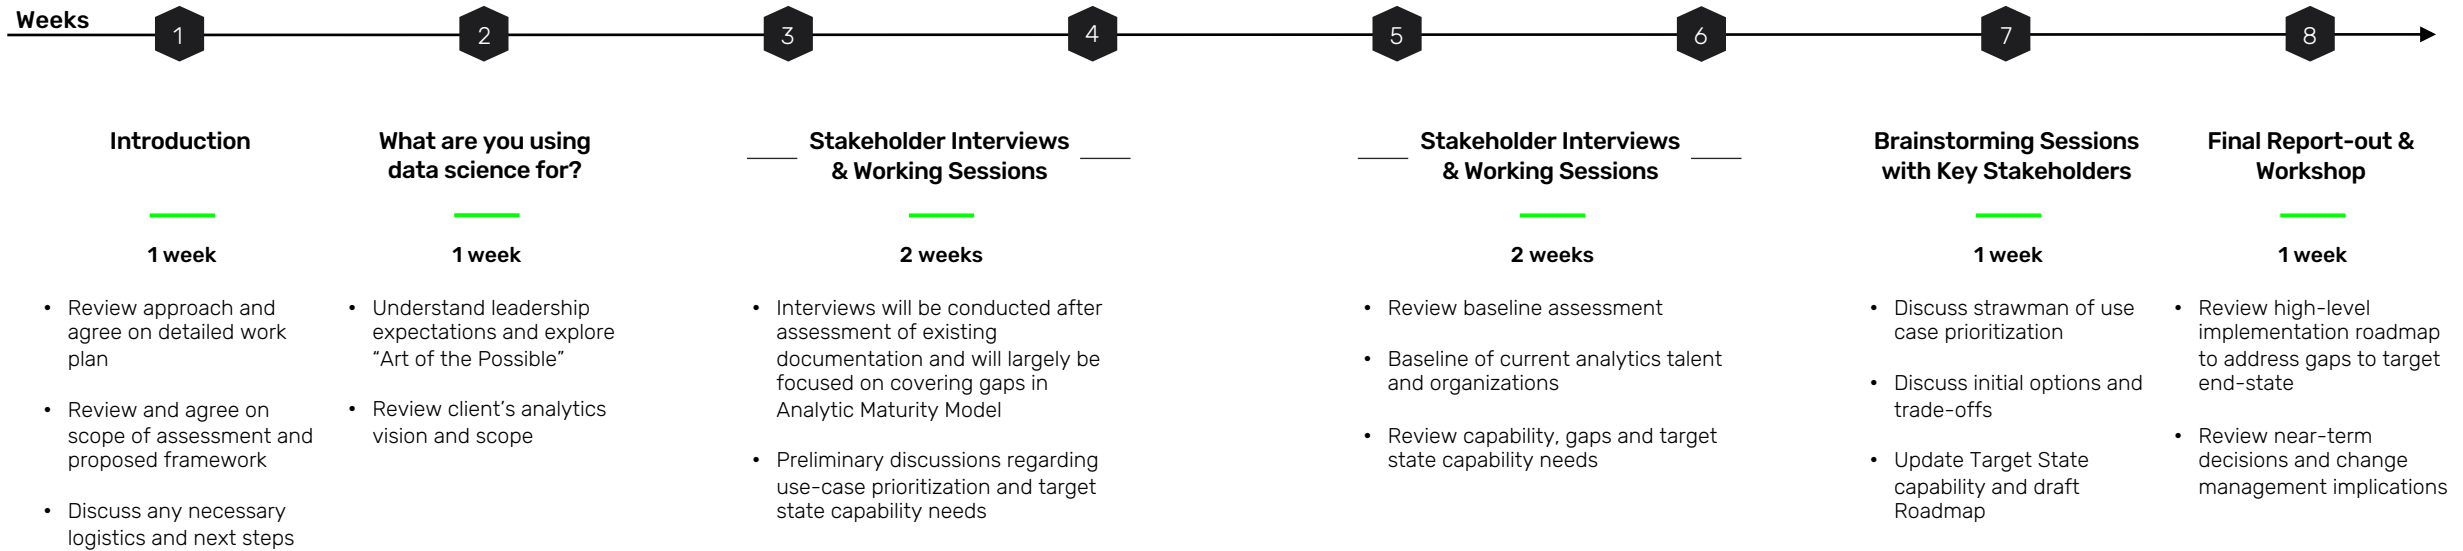 Weeks
1
2
3
4
5
6
7
8
Introduction
1 week
• Review approach and
agree on detailed work
plan
• Review and agree on
scope of assessment and
proposed framework
• Discuss any necessary
logistics and next steps
What are you using
data science for?
1 week
• Understand leadership
expectations and explore
“Art of the Possible”
• Review client’s analytics
vision and scope
Stakeholder Interviews
& Working Sessions
2 weeks
• Interviews will be conducted after
assessment of existing
documentation and will largely be
focused on covering gaps in
Analytic Maturity Model
• Preliminary discussions regarding
use-case prioritization and target
state capability needs
Stakeholder Interviews
& Working Sessions
2 weeks
• Review baseline assessment
• Baseline of current analytics talent
and organizations
• Review capability, gaps and target
state capability needs
Brainstorming Sessions
with Key Stakeholders
1 week
• Discuss strawman of use
case prioritization
• Discuss initial options and
trade-offs
• Update Target State
capability and draft
Roadmap
Final Report-out &
Workshop
1 week
• Review high-level
implementation roadmap
to address gaps to target
end-state
• Review near-term
decisions and change
management implications